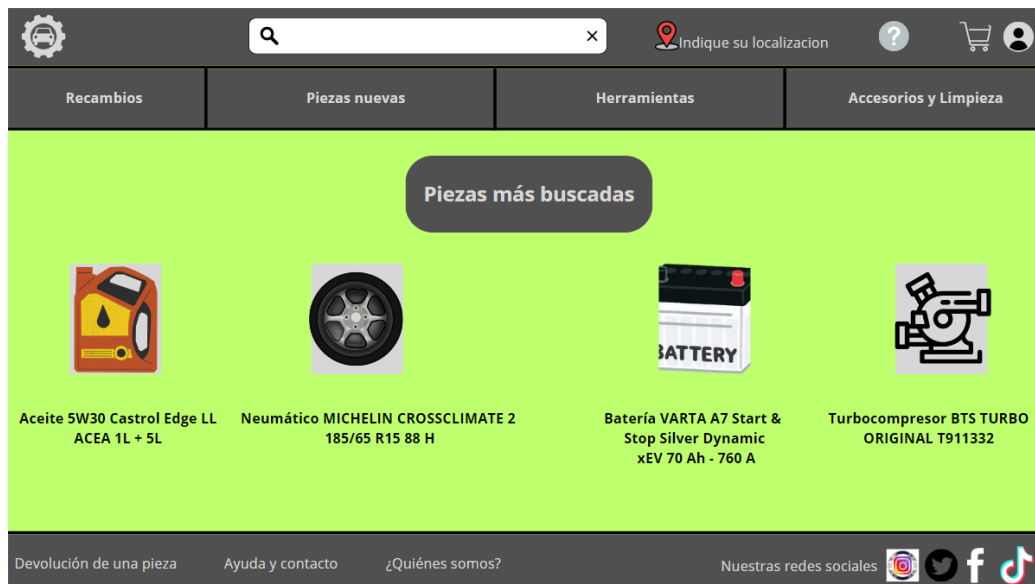 Indique su localizacion
?
Recambios
Piezas nuevas
Herramientas
Accesorios y Limpieza
Piezas más buscadas
BATTERY
Aceite 5W30 Castrol Edge LL
ACEA 1L + 5L
Neumático MICHELIN CROSSCLIMATE 2
185/65 R15 88 H
Batería VARTA A7 Start &
Stop Silver Dynamic
xEV 70 Ah - 760 A
Turbocompresor BTS TURBO
ORIGINAL T911332
Devolución de una pieza
Ayuda y contacto
¿Quiénes somos?
Nuestras redes sociales